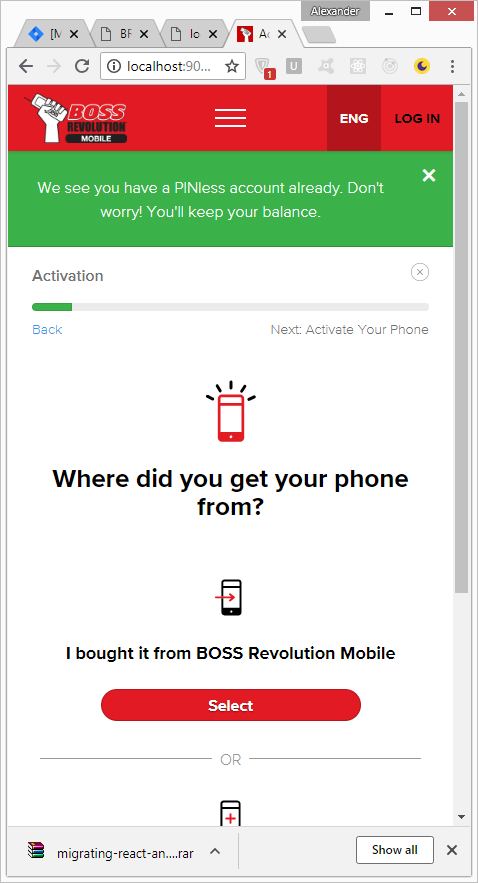 Alexander
[M
BF
lo
Ac
localhost:90...
U
1
BOSS
REVOLUTION
MOBILE
ENG
LOG IN
We see you have a PINless account already. Don't
worry! You'll keep your balance.
Activation
Back
Next: Activate Your Phone
Where did you get your phone
from?
I bought it from BOSS Revolution Mobile
Select
OR
migrating-react-an....rar
Show all